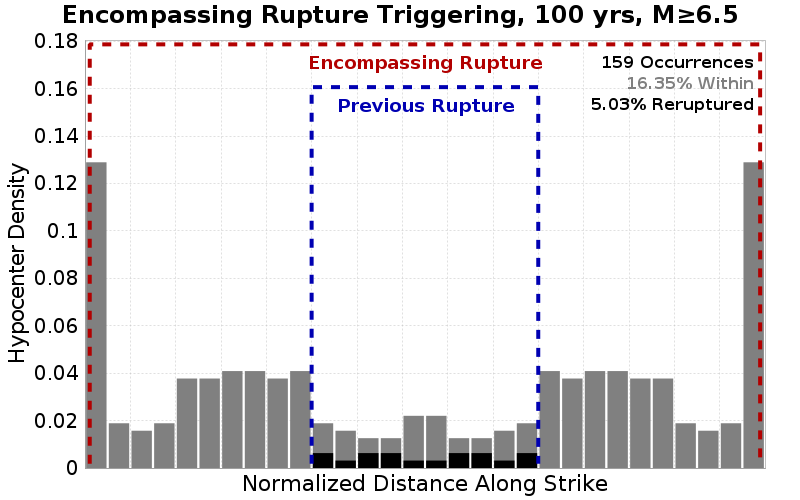 Encompassing Rupture Triggering, 100 yrs, M≥6.5
0.18
0.16
0.14
0.12
0.1
0.08
0.06
0.04
0.02
0
Hypocenter Density
Encompassing Rupture
Previous Rupture
159 Occurrences
16.35% Within
5.03% Reruptured
Normalized Distance Along Strike